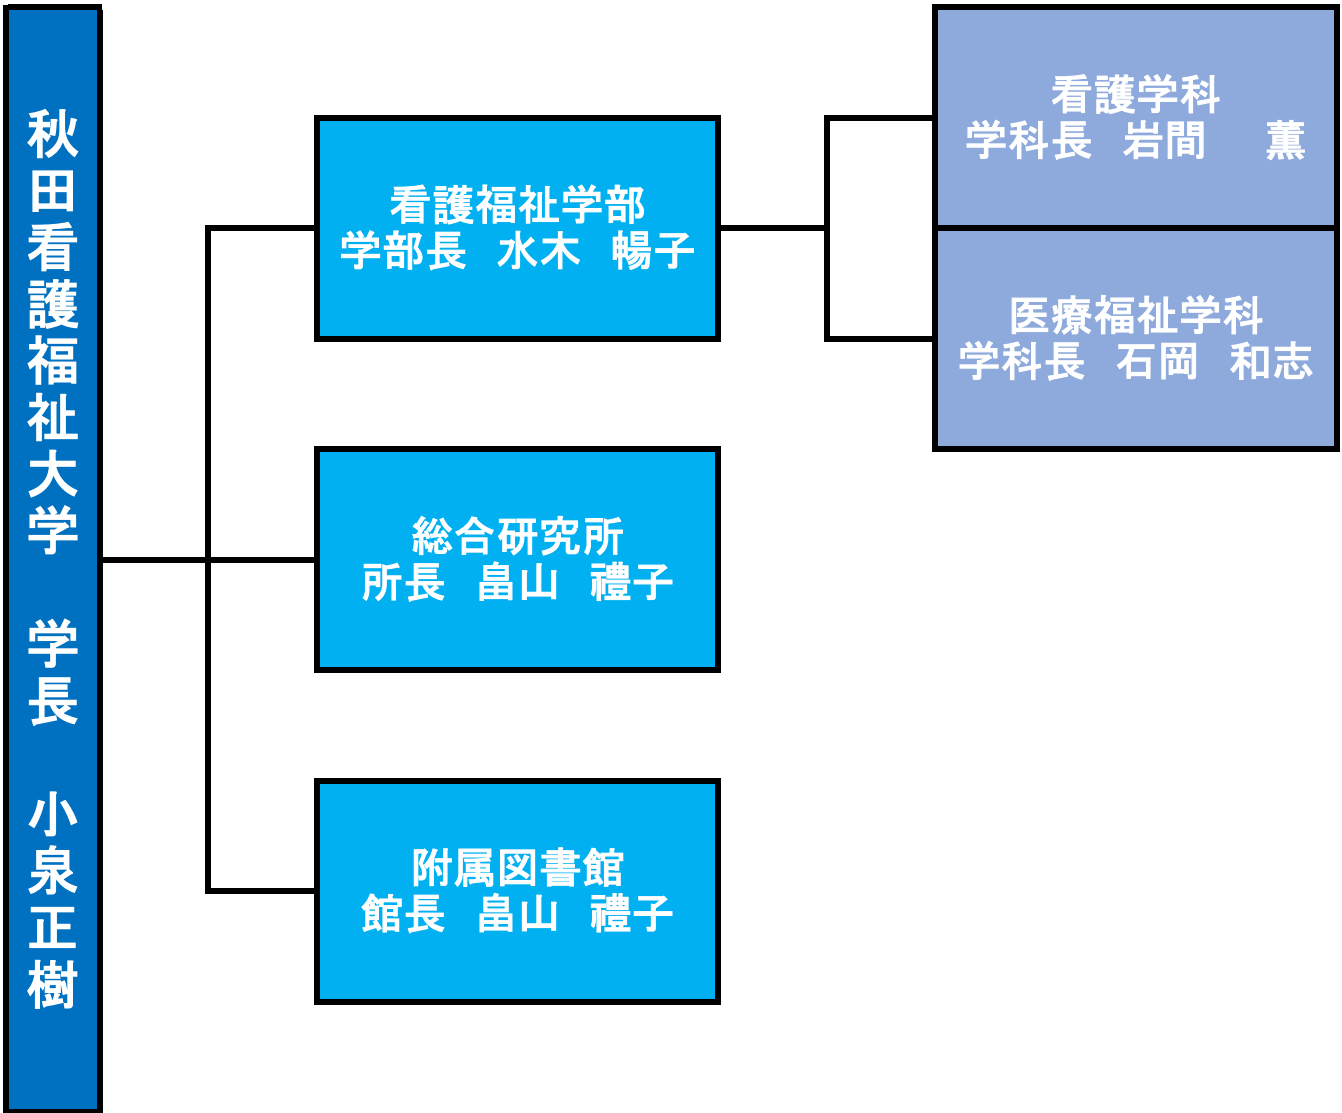 秋田看護福祉大学　学長　小泉正樹
看護福祉学部
学部長　水木　暢子
看護学科
学科長　岩間　薫
医療福祉学科
学科長　石岡　和志
総合研究所
所長　畠山　禮子
附属図書館
館長　畠山　禮子